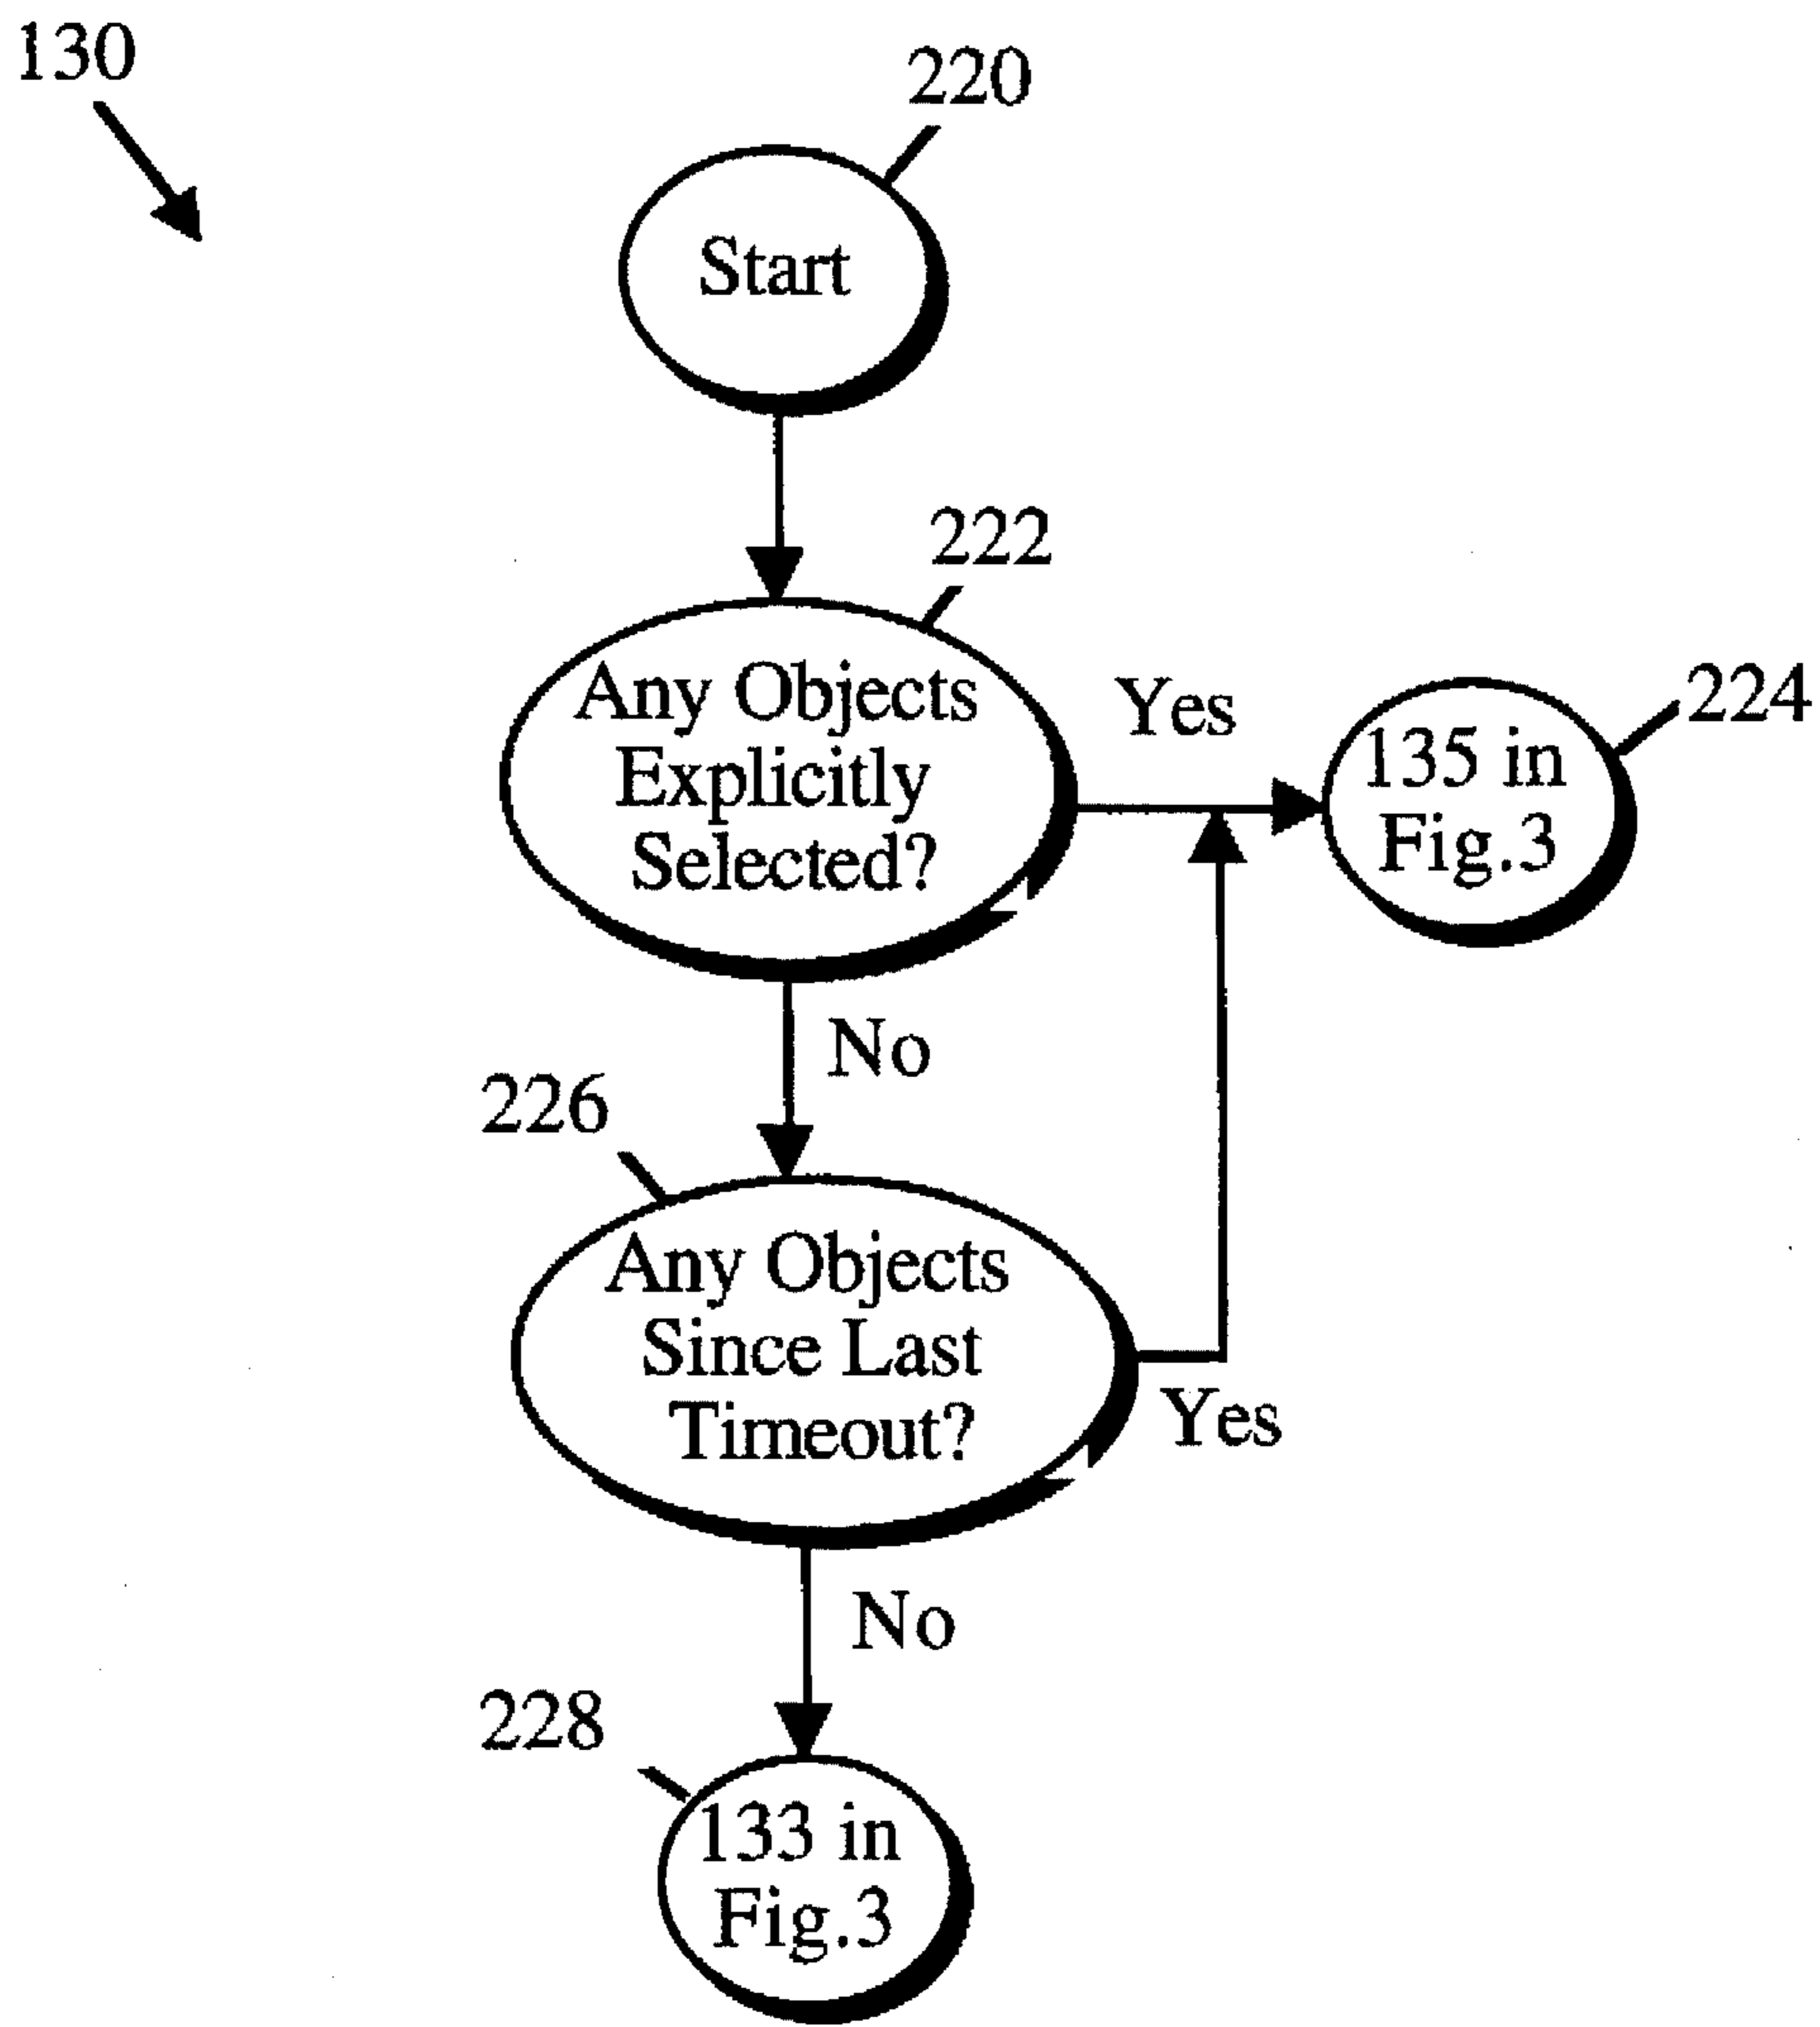 130
220
Start
222
Any Objects
Explicitly
Selected?
Yes
224
135 in
Fig.3
No
226
Any Objects
Since Last
Timeout?
Yes
No
228
133 in
Fig.3